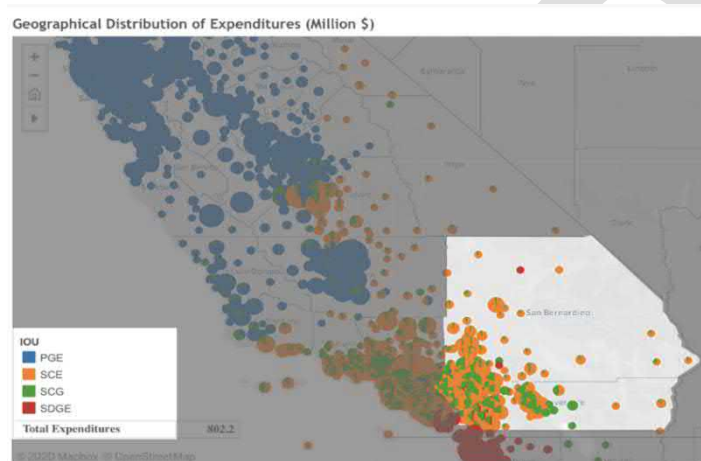 Geographical Distribution of Expenditures (Million $)
San Bernardino
IOU
PGE
SCE
SCG
SDGE
Total Expenditures 802.2
© 2020 Mapbox © OpenStreetMap